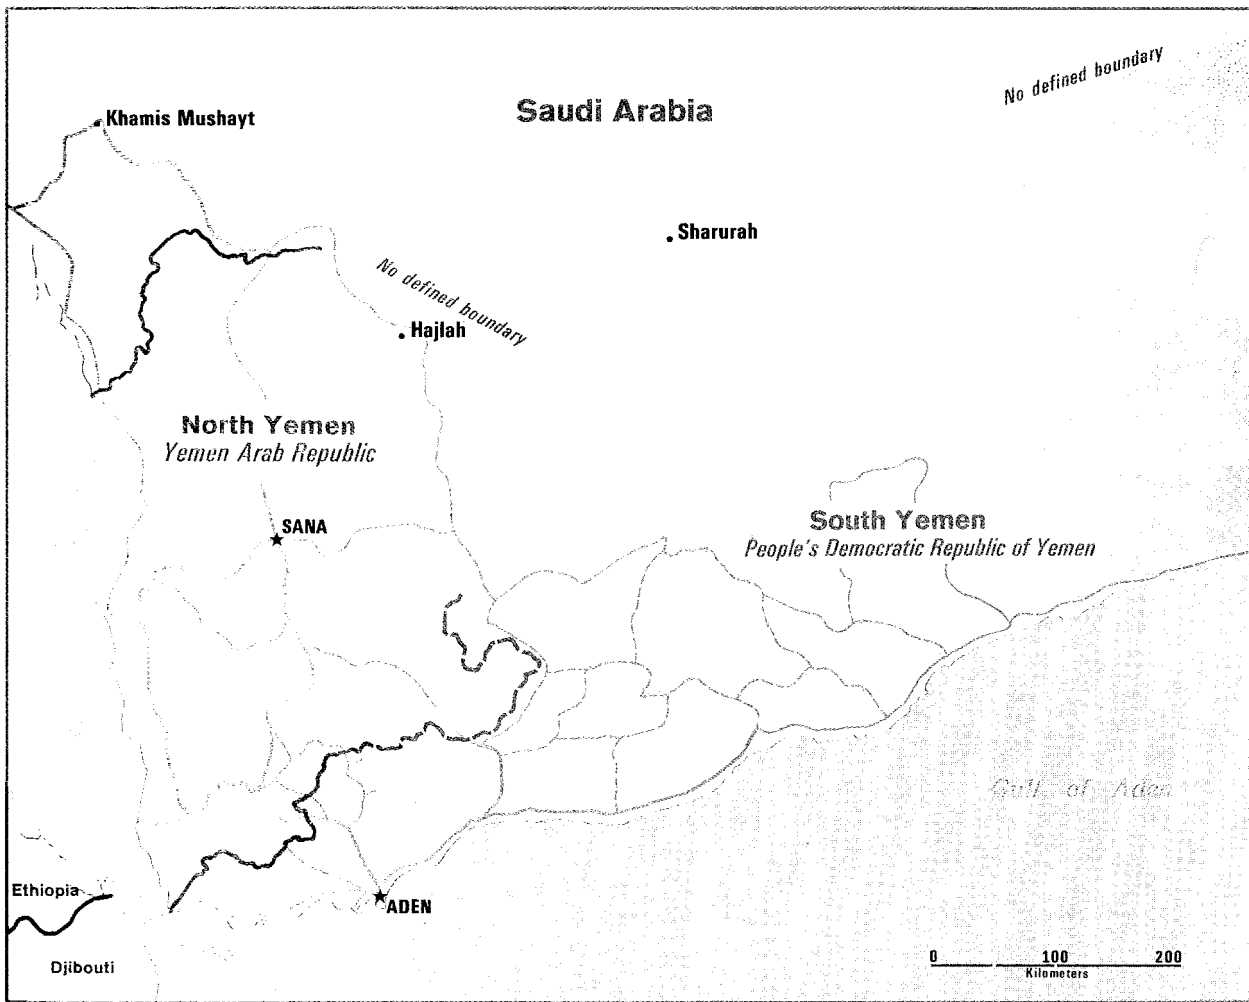 No defined boundary
Saudi Arabia
Khamis Mushayt
Sharurah
No defined boundary
Hajlah
North Yemen
Yemen Arab Republic
SANA
South Yemen
People's Democratic Republic of Yemen
Gulf of Aden
Ethiopia
ADEN
Djibouti
0 100 200
Kilometers